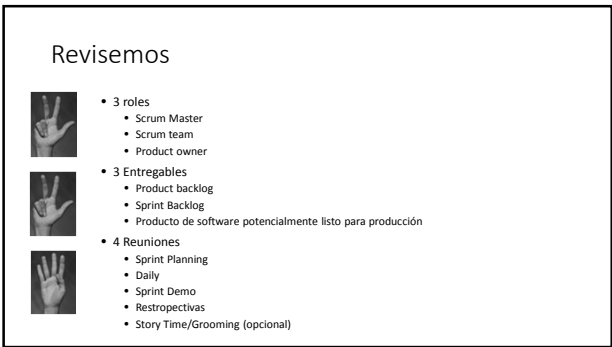 Revisemos
• 3 roles
• Scrum Master
• Scrum team
• Product owner
• 3 Entregables
• Product backlog
• Sprint Backlog
• Producto de software potencialmente listo para producción
• 4 Reuniones
• Sprint Planning
• Daily
• Sprint Demo
• Restropectivas
• Story Time/Grooming (opcional)